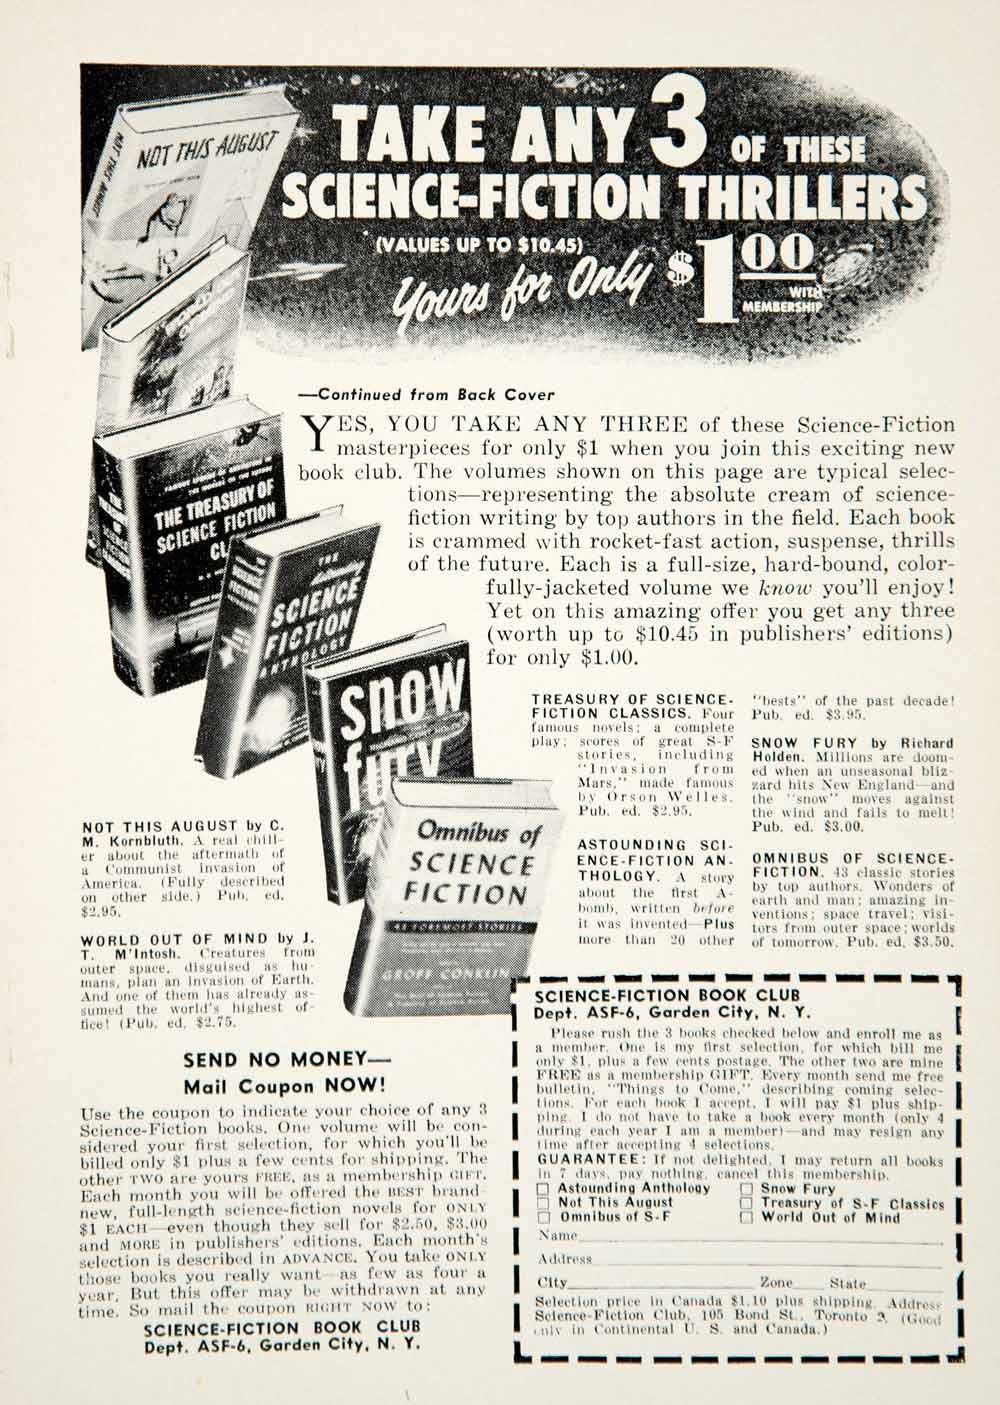 NOT THIS AUGUST
NOT THIS AUGUST
TAKE ANY 3 OF THESE
SCIENCE-FICTION THRILLERS
(VALUES UP TO $10.45)
Yours for Only $1.00
WITH
MEMBERSHIP
THE TREASURY OF
SCIENCE FICTION
THE
SCIENCE
FICTION
ANTHOLOGY
snow
fury
Omnibus of
SCIENCE
FICTION
43 FOREMOST STORIES
GROFF CONKLIN
—Continued from Back Cover
YES, YOU TAKE ANY THREE of these Science-Fiction
masterpieces for only $1 when you join this exciting new
book club. The volumes shown on this page are typical selec-
tions—representing the absolute cream of science-
fiction writing by top authors in the field. Each book
is crammed with rocket-fast action, suspense, thrills
of the future. Each is a full-size, hard-bound, color-
fully-jacketed volume we know you'll enjoy!
Yet on this amazing offer you get any three
(worth up to $10.45 in publishers' editions)
for only $1.00.
NOT THIS AUGUST by C.
M. Kornbluth. A real chill-
er about the aftermath of
a Communist Invasion of
America. (Fully described
on other side.) Pub. ed.
$2.95.
WORLD OUT OF MIND by J.
T. M'Intosh. Creatures from
outer space, disguised as hu-
mans, plan an invasion of Earth.
And one of them has already as-
sumed the world's highest of-
fice! (Pub. ed. $2.75.
TREASURY OF SCIENCE-
FICTION CLASSICS. Four
famous novels; a complete
play; scores of great S-F
stories, including
"Invasion from
Mars," made famous
by Orson Welles.
Pub. ed. $2.95.
ASTOUNDING SCI-
ENCE-FICTION AN-
THOLOGY. A story
about the first A-
bomb, written before
it was invented—Plus
more than 20 other
"bests" of the past decade!
Pub. ed. $3.95.
SNOW FURY by Richard
Holden. Millions are doom-
ed when an unseasonal bliz-
zard hits New England—and
the "snow" moves against
the wind and fails to melt!
Pub. ed. $3.00.
OMNIBUS OF SCIENCE-
FICTION. 43 classic stories
by top authors. Wonders of
earth and man; amazing in-
ventions; space travel; visi-
tors from outer space; worlds
of tomorrow. Pub. ed. $3.50.
SEND NO MONEY—
Mail Coupon NOW!
Use the coupon to indicate your choice of any 3
Science-Fiction books. One volume will be con-
sidered your first selection, for which you'll be
billed only $1 plus a few cents for shipping. The
other TWO are yours FREE, as a membership GIFT.
Each month you will be offered the BEST brand-
new, full-length science-fiction novels for ONLY
$1 EACH—even though they sell for $2.50, $3.00
and MORE in publishers' editions. Each month's
selection is described in ADVANCE. You take ONLY
those books you really want—as few as four a
year. But this offer may be withdrawn at any
time. So mail the coupon RIGHT NOW to:
SCIENCE-FICTION BOOK CLUB
Dept. ASF-6, Garden City, N. Y.
SCIENCE-FICTION BOOK CLUB
Dept. ASF-6, Garden City, N. Y.
Please rush the 3 books checked below and enroll me as
a member. One is my first selection, for which bill me
only $1, plus a few cents postage. The other two are mine
FREE as a membership GIFT. Every month send me free
bulletin, "Things to Come," describing coming selec-
tions. For each book I accept, I will pay $1 plus ship-
ping. I do not have to take a book every month (only 4
during each year I am a member)—and may resign any
time after accepting 4 selections.
GUARANTEE: If not delighted, I may return all books
in 7 days, pay nothing, cancel this membership.
Astounding Anthology Snow Fury
Not This August Treasury of S-F Classics
Omnibus of S-F World Out of Mind
Name
Address
City Zone State
Selection price in Canada $1.10 plus shipping. Address
Science-Fiction Club, 105 Bond St., Toronto 2. (Good
only in Continental U. S. and Canada.)